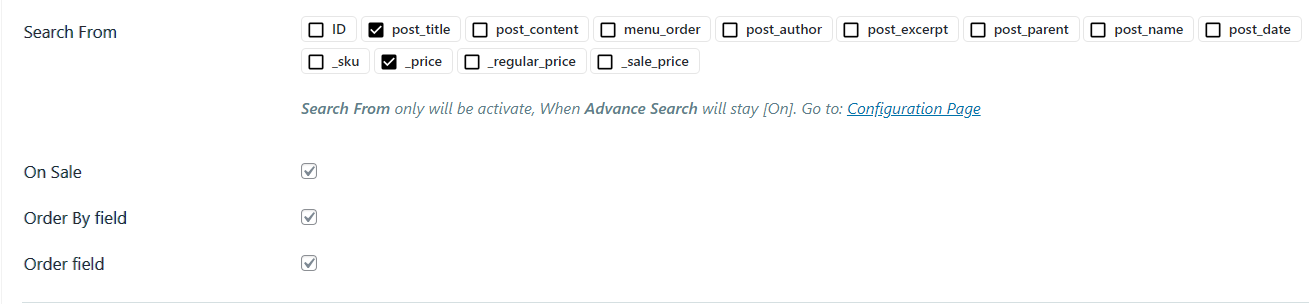 Search From
ID post_title post_content menu_order post_author post_excerpt post_parent post_name post_date
_sku _price _regular_price _sale_price
Search From only will be activate, When Advance Search will stay [On]. Go to: Configuration Page
On Sale
Order By field
Order field